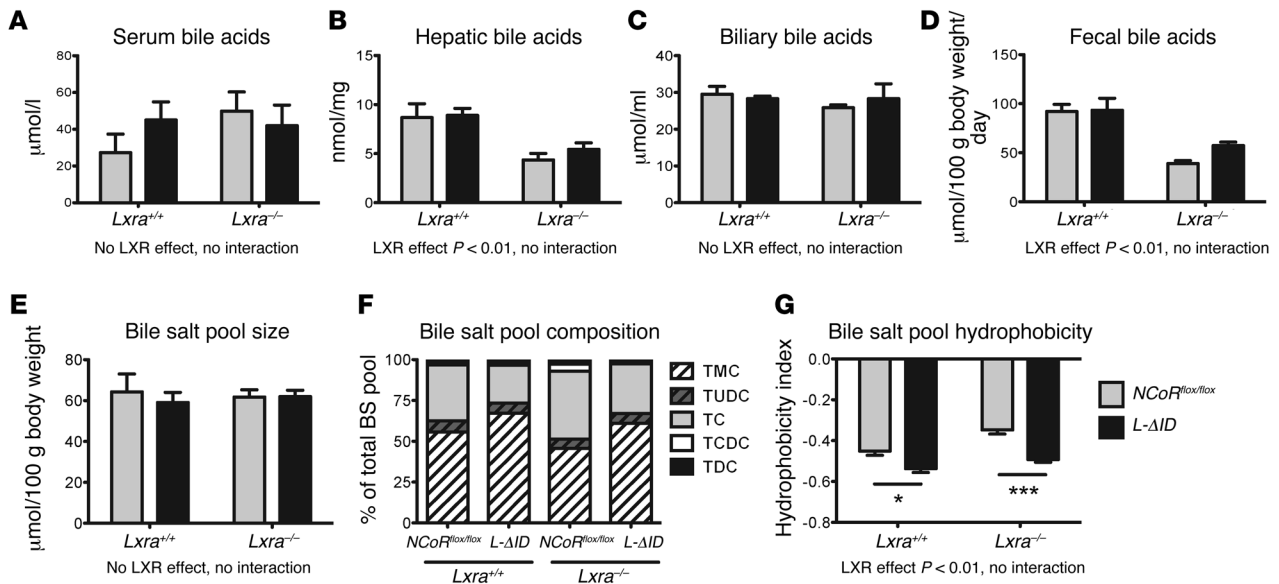 A
Serum bile acids
μmol/l
80
60
40
20
0
Lxra+/+
Lxra–/–
No LXR effect, no interaction
B
Hepatic bile acids
nmol/mg
15
10
5
0
Lxra+/+
Lxra–/–
LXR effect P < 0.01, no interaction
C
Biliary bile acids
μmol/ml
40
30
20
10
0
Lxra+/+
Lxra–/–
No LXR effect, no interaction
D
Fecal bile acids
μmol/100 g body weight/
day
150
100
50
0
Lxra+/+
Lxra–/–
LXR effect P < 0.01, no interaction
E
Bile salt pool size
μmol/100 g body weight
80
60
40
20
0
Lxra+/+
Lxra–/–
No LXR effect, no interaction
F
Bile salt pool composition
% of total BS pool
100
75
50
25
0
NCoRflox/flox L-ΔID NCoRflox/flox L-ΔID
Lxra+/+
Lxra–/–
TMC
TUDC
TC
TCDC
TDC
G
Bile salt pool hydrophobicity
Hydrophobicity index
0.0
-0.2
-0.4
-0.6
-0.8
*
***
Lxra+/+
Lxra–/–
LXR effect P < 0.01, no interaction
NCoRflox/flox
L-ΔID